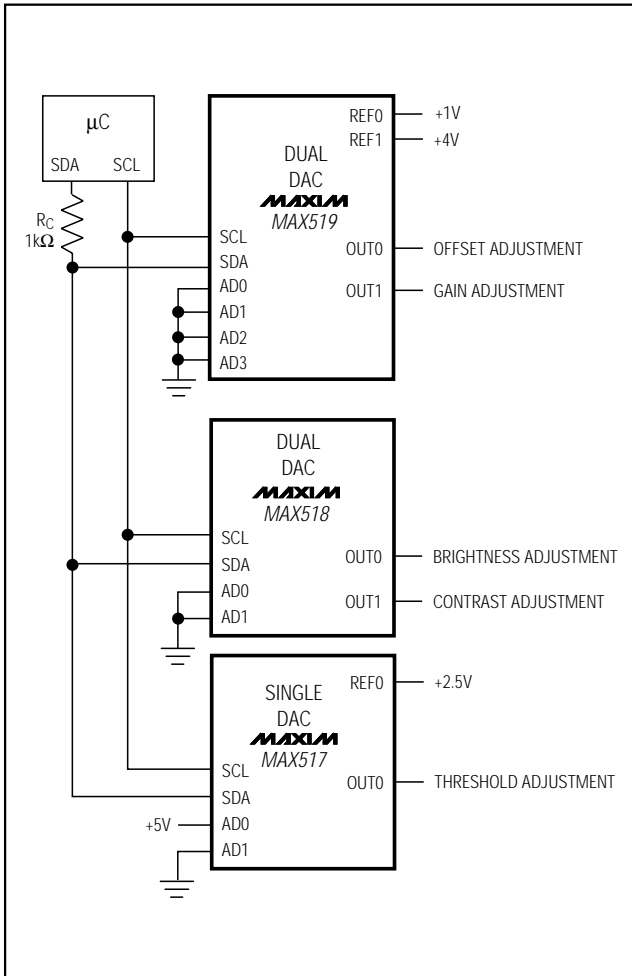 µC
SDA SCL
RC
1kΩ
REF0 +1V
REF1 +4V
DUAL
DAC
MAXIM
MAX519
SCL
SDA
AD0
AD1
AD2
AD3
OUT0 OFFSET ADJUSTMENT
OUT1 GAIN ADJUSTMENT
DUAL
DAC
MAXIM
MAX518
SCL
SDA
AD0
AD1
OUT0 BRIGHTNESS ADJUSTMENT
OUT1 CONTRAST ADJUSTMENT
REF0 +2.5V
SINGLE
DAC
MAXIM
MAX517
SCL
SDA
+5V AD0
AD1
OUT0 THRESHOLD ADJUSTMENT